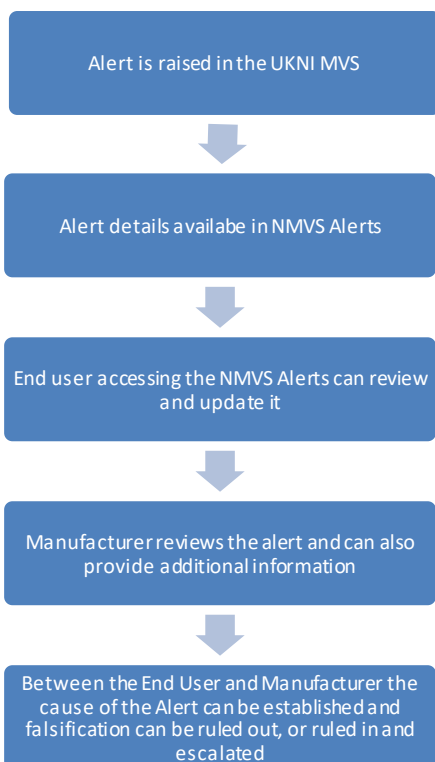 Alert is raised in the UKNI MVS
Alert details availabe in NMVS Alerts
End user accessing the NMVS Alerts can review
and update it
Manufacturer reviews the alert and can also
provide additional information
Between the End User and Manufacturer the
cause of the Alert can be established and
falsification can be ruled out, or ruled in and
escalated